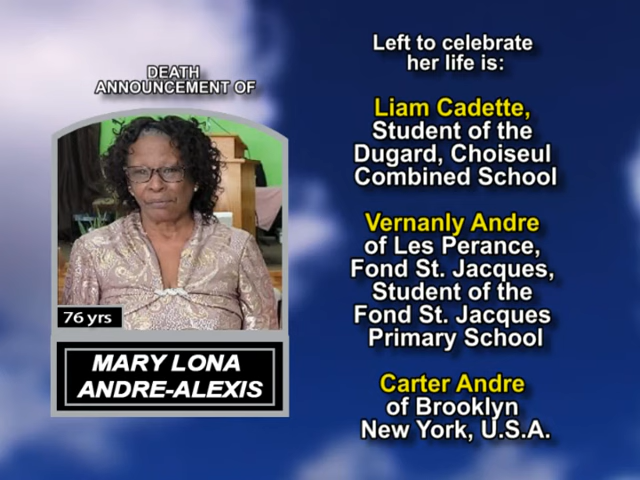 DEATH
ANNOUNCEMENT OF
76 yrs
MARY LONA
ANDRE-ALEXIS
Left to celebrate
her life is:
Liam Cadette,
Student of the
Dugard, Choiseul
Combined School
Vernanly Andre
of Les Perance,
Fond St. Jacques,
Student of the
Fond St. Jacques
Primary School
Carter Andre
of Brooklyn
New York, U.S.A.